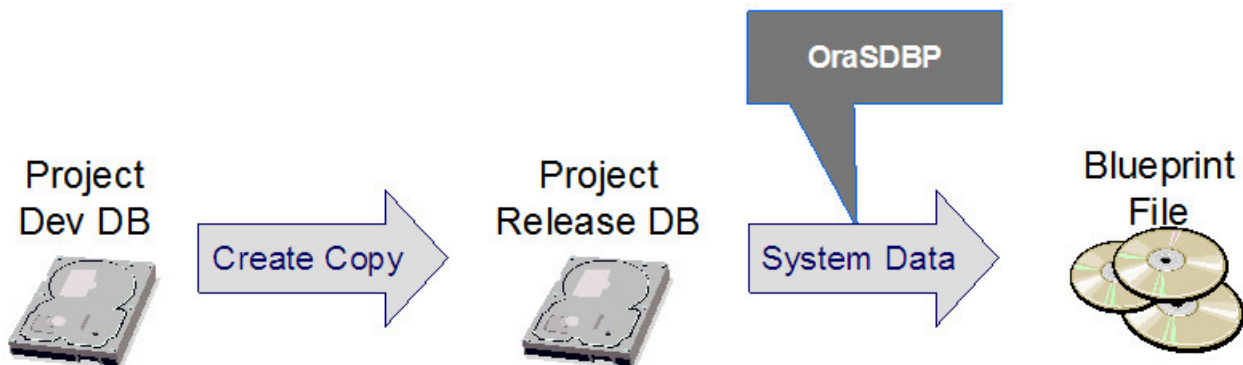 OraSDBP
Project
Dev DB
Create Copy
Project
Release DB
System Data
Blueprint
File